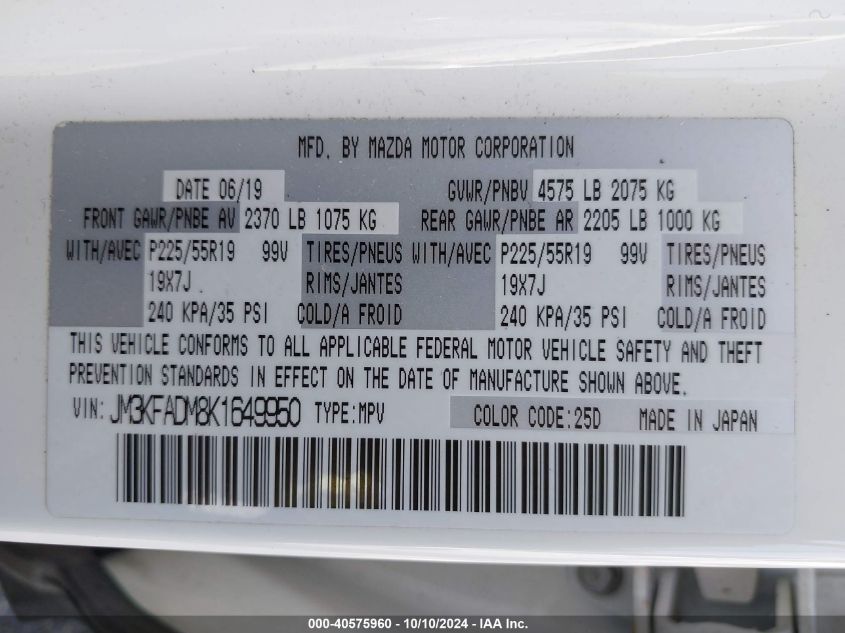 MFD. BY MAZDA MOTOR CORPORATION
DATE 06/19 GVWR/PNBV 4575 LB 2075 KG
FRONT GAWR/PNBE AV 2370 LB 1075 KG REAR GAWR/PNBE AR 2205 LB 1000 KG
WITH/AVEC P225/55R19 99V TIRES/PNEUS WITH/AVEC P225/55R19 99V TIRES/PNEUS
19X7J RIMS/JANTES 19X7J RIMS/JANTES
240 KPA/35 PSI COLD/A FROID 240 KPA/35 PSI COLD/A FROID
THIS VEHICLE CONFORMS TO ALL APPLICABLE FEDERAL MOTOR VEHICLE SAFETY AND THEFT
PREVENTION STANDARDS IN EFFECT ON THE DATE OF MANUFACTURE SHOWN ABOVE.
VIN: JM3KFADM8K1649950 TYPE:MPV COLOR CODE:25D MADE IN JAPAN
000-40575960 - 10/10/2024 - IAA Inc.